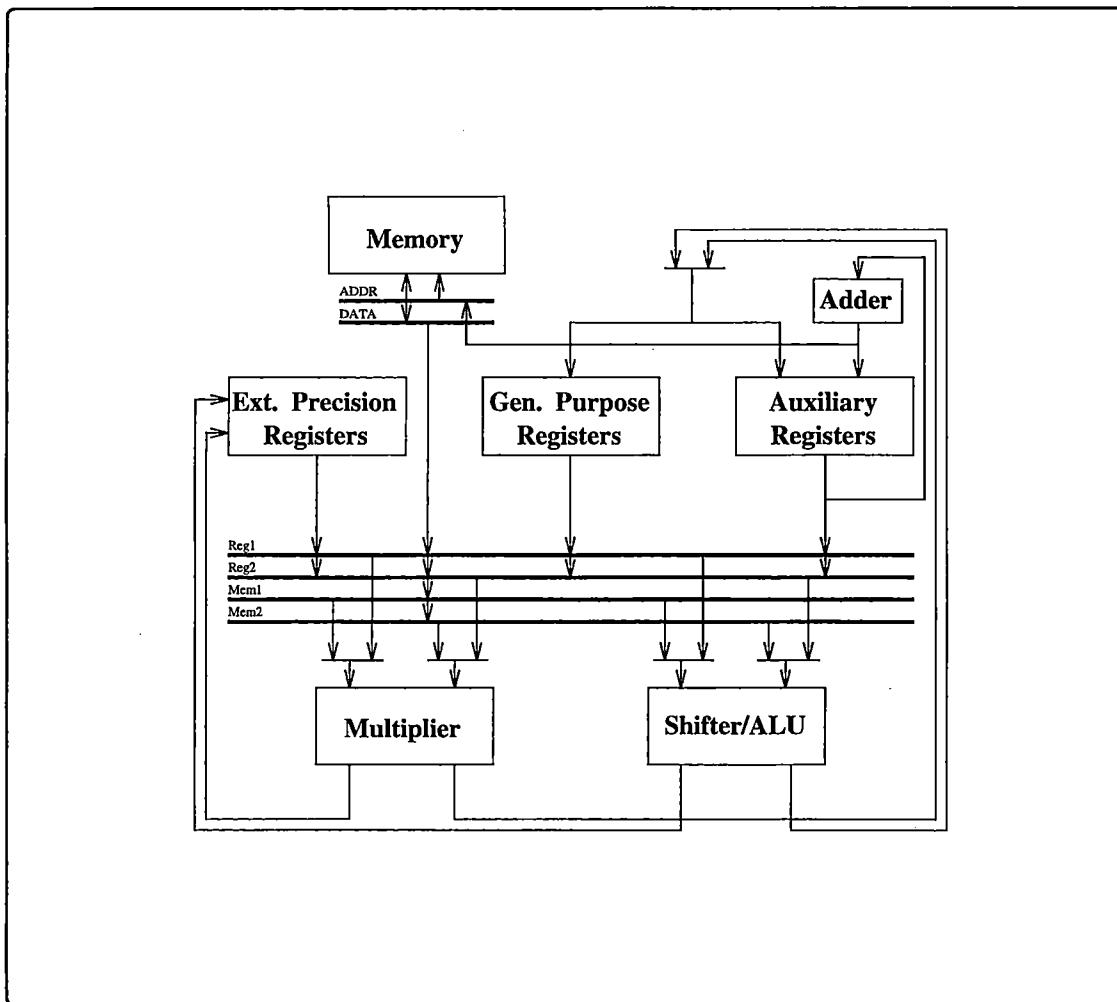 Memory
ADDR
DATA
Adder
Ext. Precision
Registers
Gen. Purpose
Registers
Auxiliary
Registers
Reg1
Reg2
Mem1
Mem2
Multiplier
Shifter/ALU